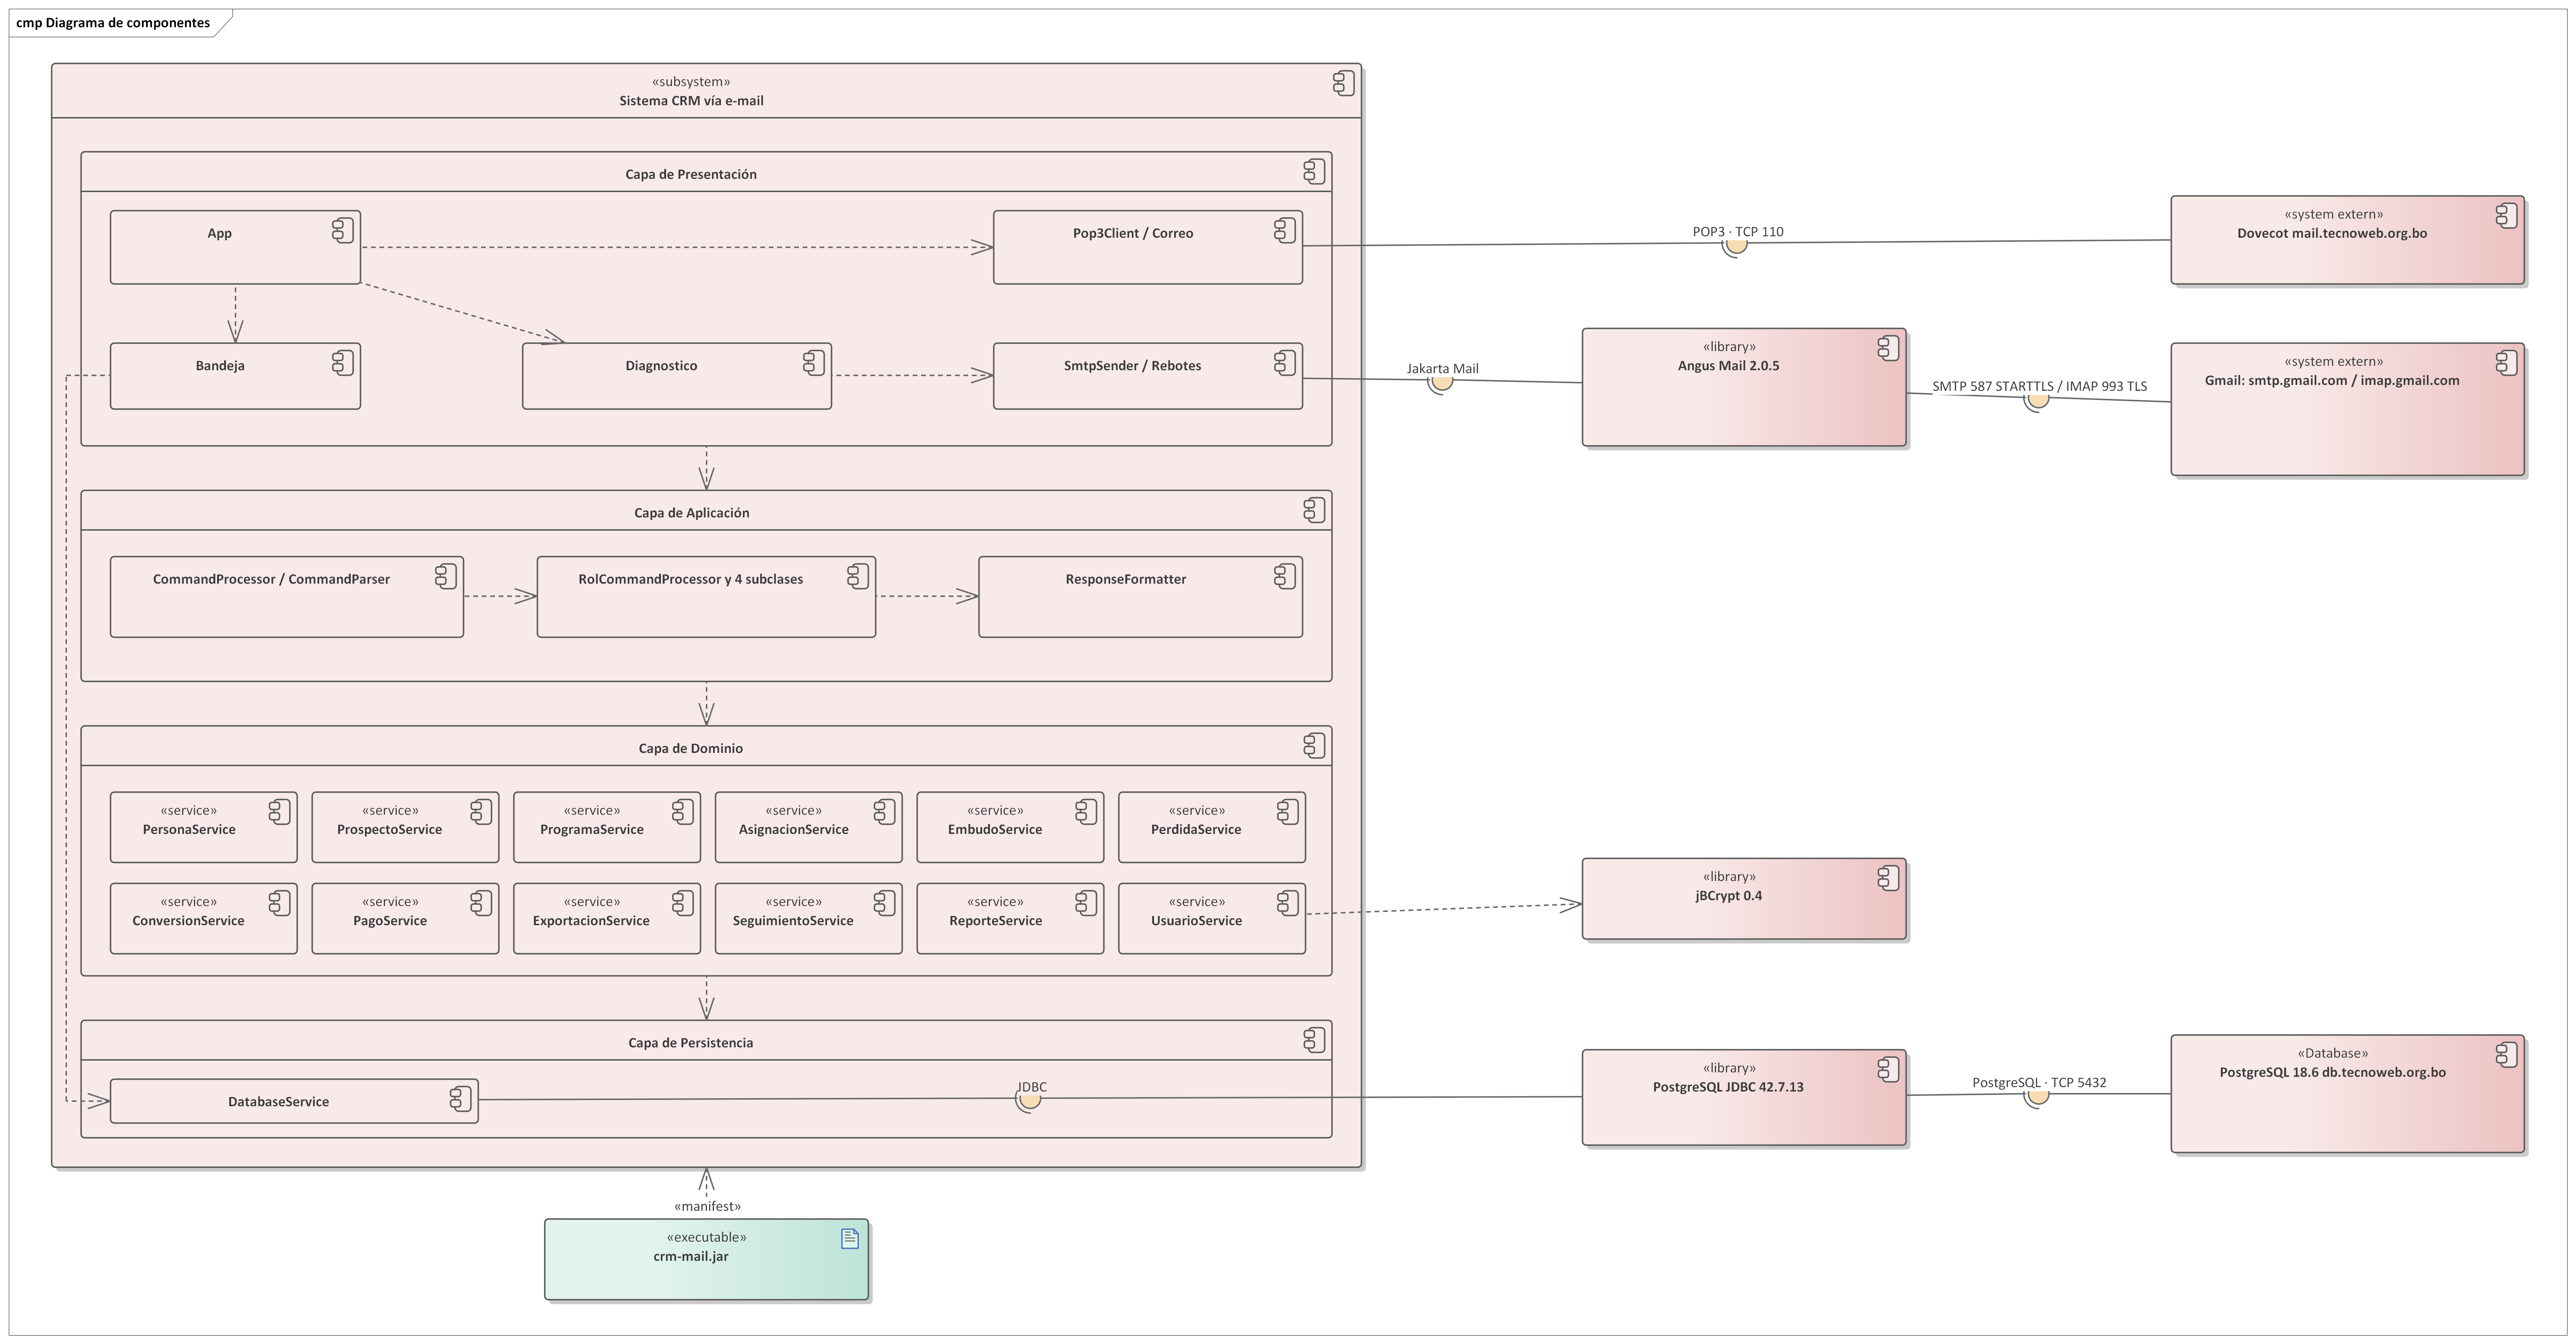 cmp Diagrama de componentes
«subsystem»
Sistema CRM vía e-mail
Capa de Presentación
App
Pop3Client / Correo
POP3 · TCP 110
«system extern»
Dovecot mail.tecnoweb.org.bo
Bandeja
Diagnostico
SmtpSender / Rebotes
Jakarta Mail
«library»
Angus Mail 2.0.5
SMTP 587 STARTTLS / IMAP 993 TLS
«system extern»
Gmail: smtp.gmail.com / imap.gmail.com
Capa de Aplicación
CommandProcessor / CommandParser
RolCommandProcessor y 4 subclases
ResponseFormatter
Capa de Dominio
«service»
PersonaService
«service»
ProspectoService
«service»
ProgramaService
«service»
AsignacionService
«service»
EmbudoService
«service»
PerdidaService
«service»
ConversionService
«service»
PagoService
«service»
ExportacionService
«service»
SeguimientoService
«service»
ReporteService
«service»
UsuarioService
«library»
jBCrypt 0.4
Capa de Persistencia
DatabaseService
JDBC
«library»
PostgreSQL JDBC 42.7.13
PostgreSQL · TCP 5432
«Database»
PostgreSQL 18.6 db.tecnoweb.org.bo
«manifest»
«executable»
crm-mail.jar